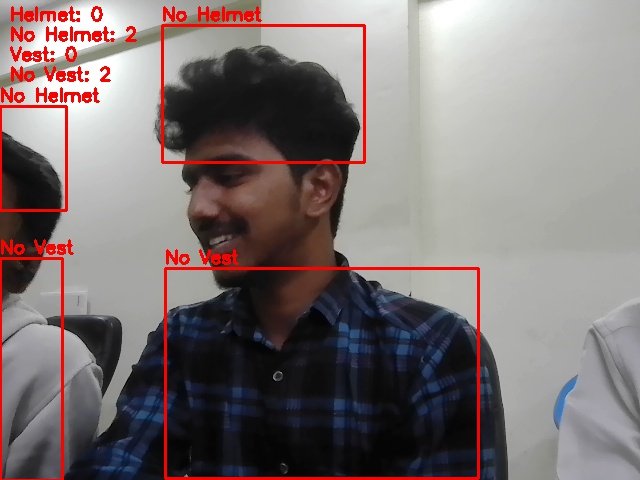 Helmet: 0
No Helmet: 2
Vest: 0
No Vest: 2
No Helmet
No Helmet
No Vest
No Vest